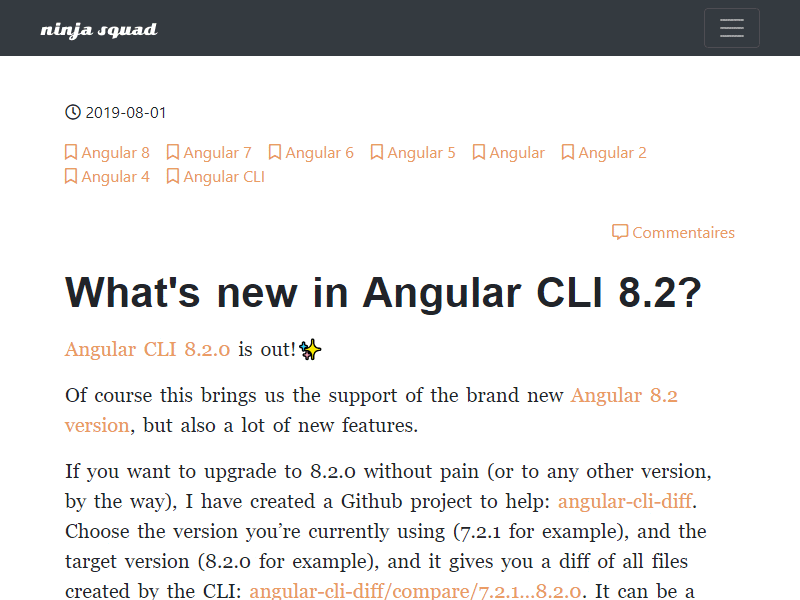 ninja squad
2019-08-01
Angular 8 Angular 7 Angular 6 Angular 5 Angular Angular 2
Angular 4 Angular CLI
Commentaires
What's new in Angular CLI 8.2?
Angular CLI 8.2.0 is out!✨
Of course this brings us the support of the brand new Angular 8.2
version, but also a lot of new features.
If you want to upgrade to 8.2.0 without pain (or to any other version,
by the way), I have created a Github project to help: angular-cli-diff.
Choose the version you’re currently using (7.2.1 for example), and the
target version (8.2.0 for example), and it gives you a diff of all files
created by the CLI: angular-cli-diff/compare/7.2.1…8.2.0. It can be a